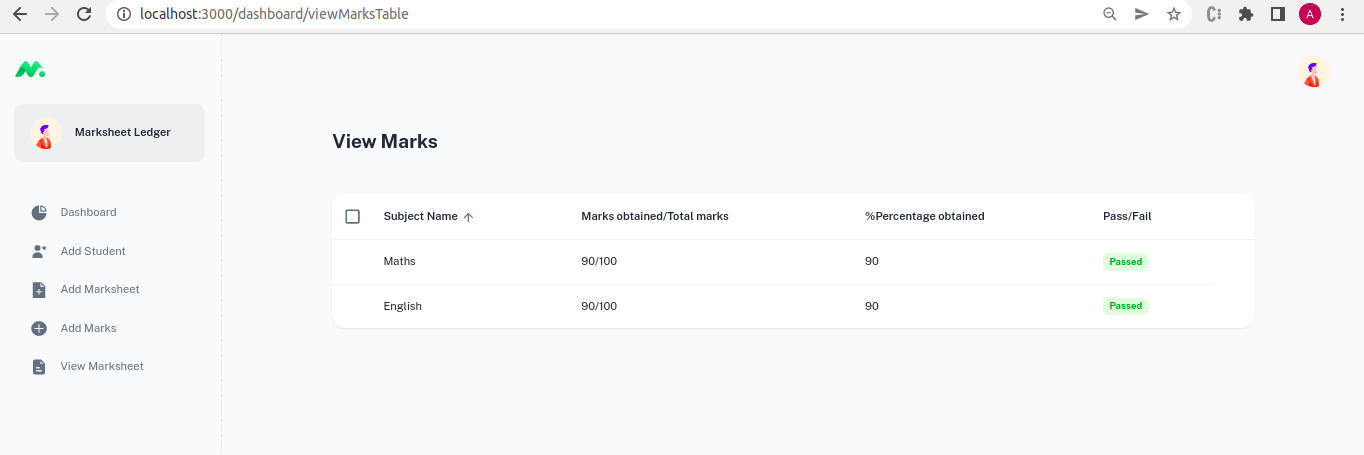 localhost:3000/dashboard/viewMarksTable
A
Marksheet Ledger
Dashboard
Add Student
Add Marksheet
Add Marks
View Marksheet
View Marks
Subject Name Marks obtained/Total marks %Percentage obtained Pass/Fail
Maths 90/100 90 Passed
English 90/100 90 Passed